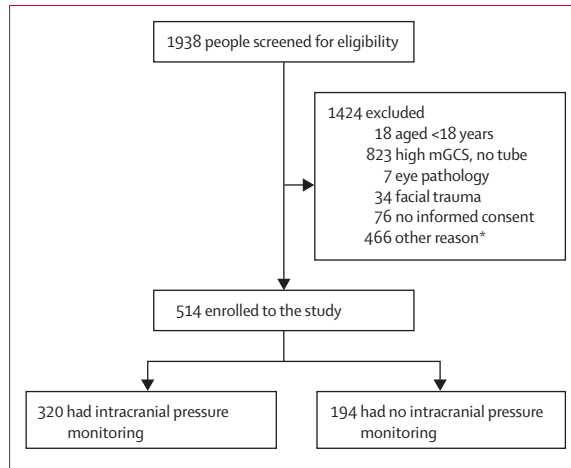 1938 people screened for eligibility
1424 excluded
18 aged <18 years
823 high mGCS, no tube
7 eye pathology
34 facial trauma
76 no informed consent
466 other reason*
514 enrolled to the study
320 had intracranial pressure
monitoring
194 had no intracranial pressure
monitoring